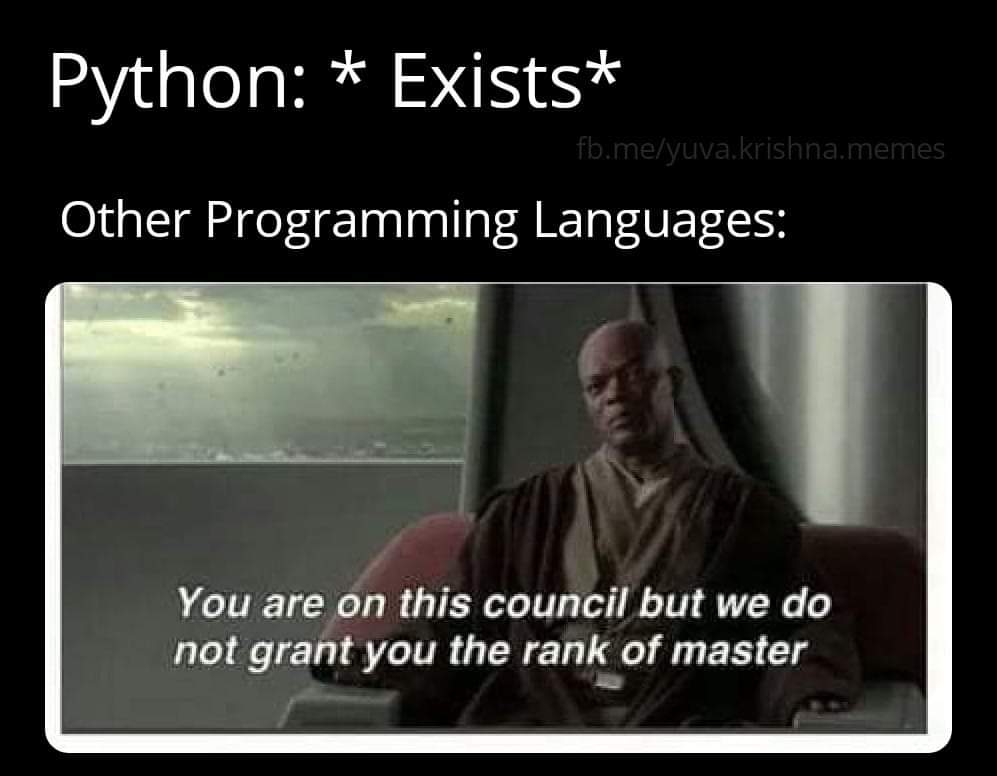 Python: * Exists*
fb.me/yuva.krishna.memes
Other Programming Languages:
You are on this council but we do
not grant you the rank of master